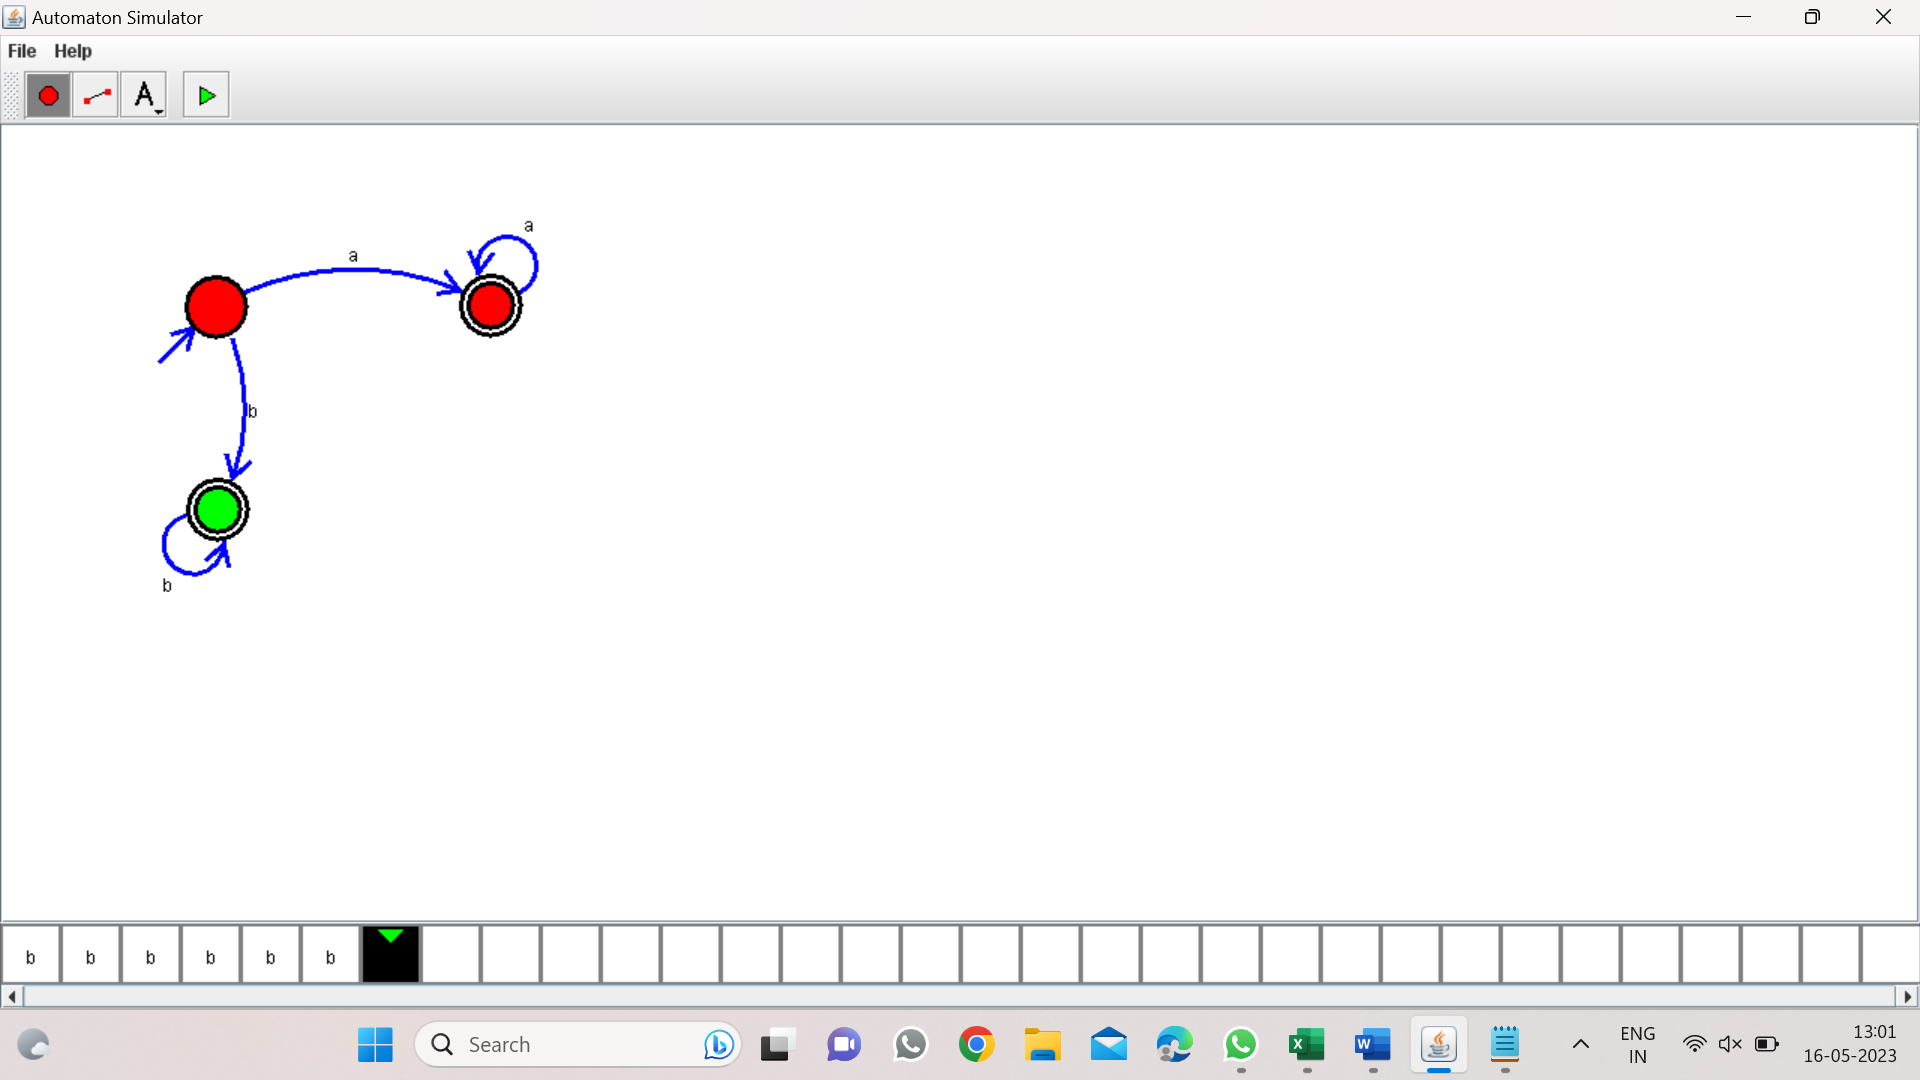 Automaton Simulator
File Help
A
a
a
b
b
b b b b b b
Search
ENG
IN
13:01
16-05-2023